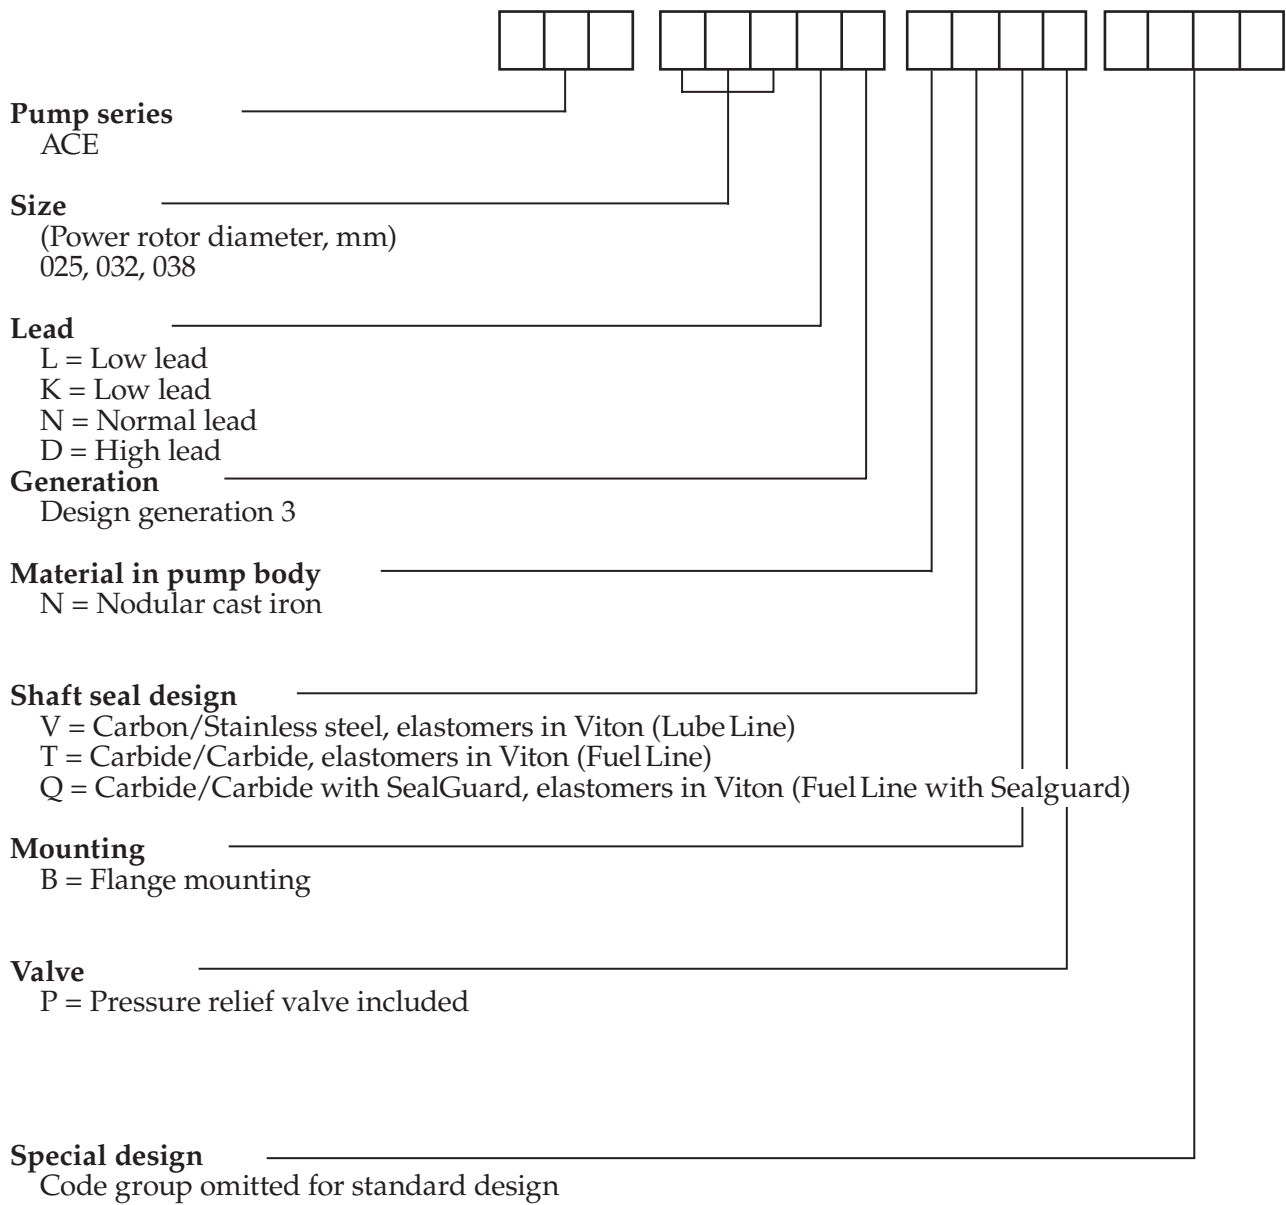 Pump series
ACE
Size
(Power rotor diameter, mm)
025, 032, 038
Lead
L = Low lead
K = Low lead
N = Normal lead
D = High lead
Generation
Design generation 3
Material in pump body
N = Nodular cast iron
Shaft seal design
V = Carbon/Stainless steel, elastomers in Viton (Lube Line)
T = Carbide/Carbide, elastomers in Viton (Fuel Line)
Q = Carbide/Carbide with SealGuard, elastomers in Viton (Fuel Line with Sealguard)
Mounting
B = Flange mounting
Valve
P = Pressure relief valve included
Special design
Code group omitted for standard design